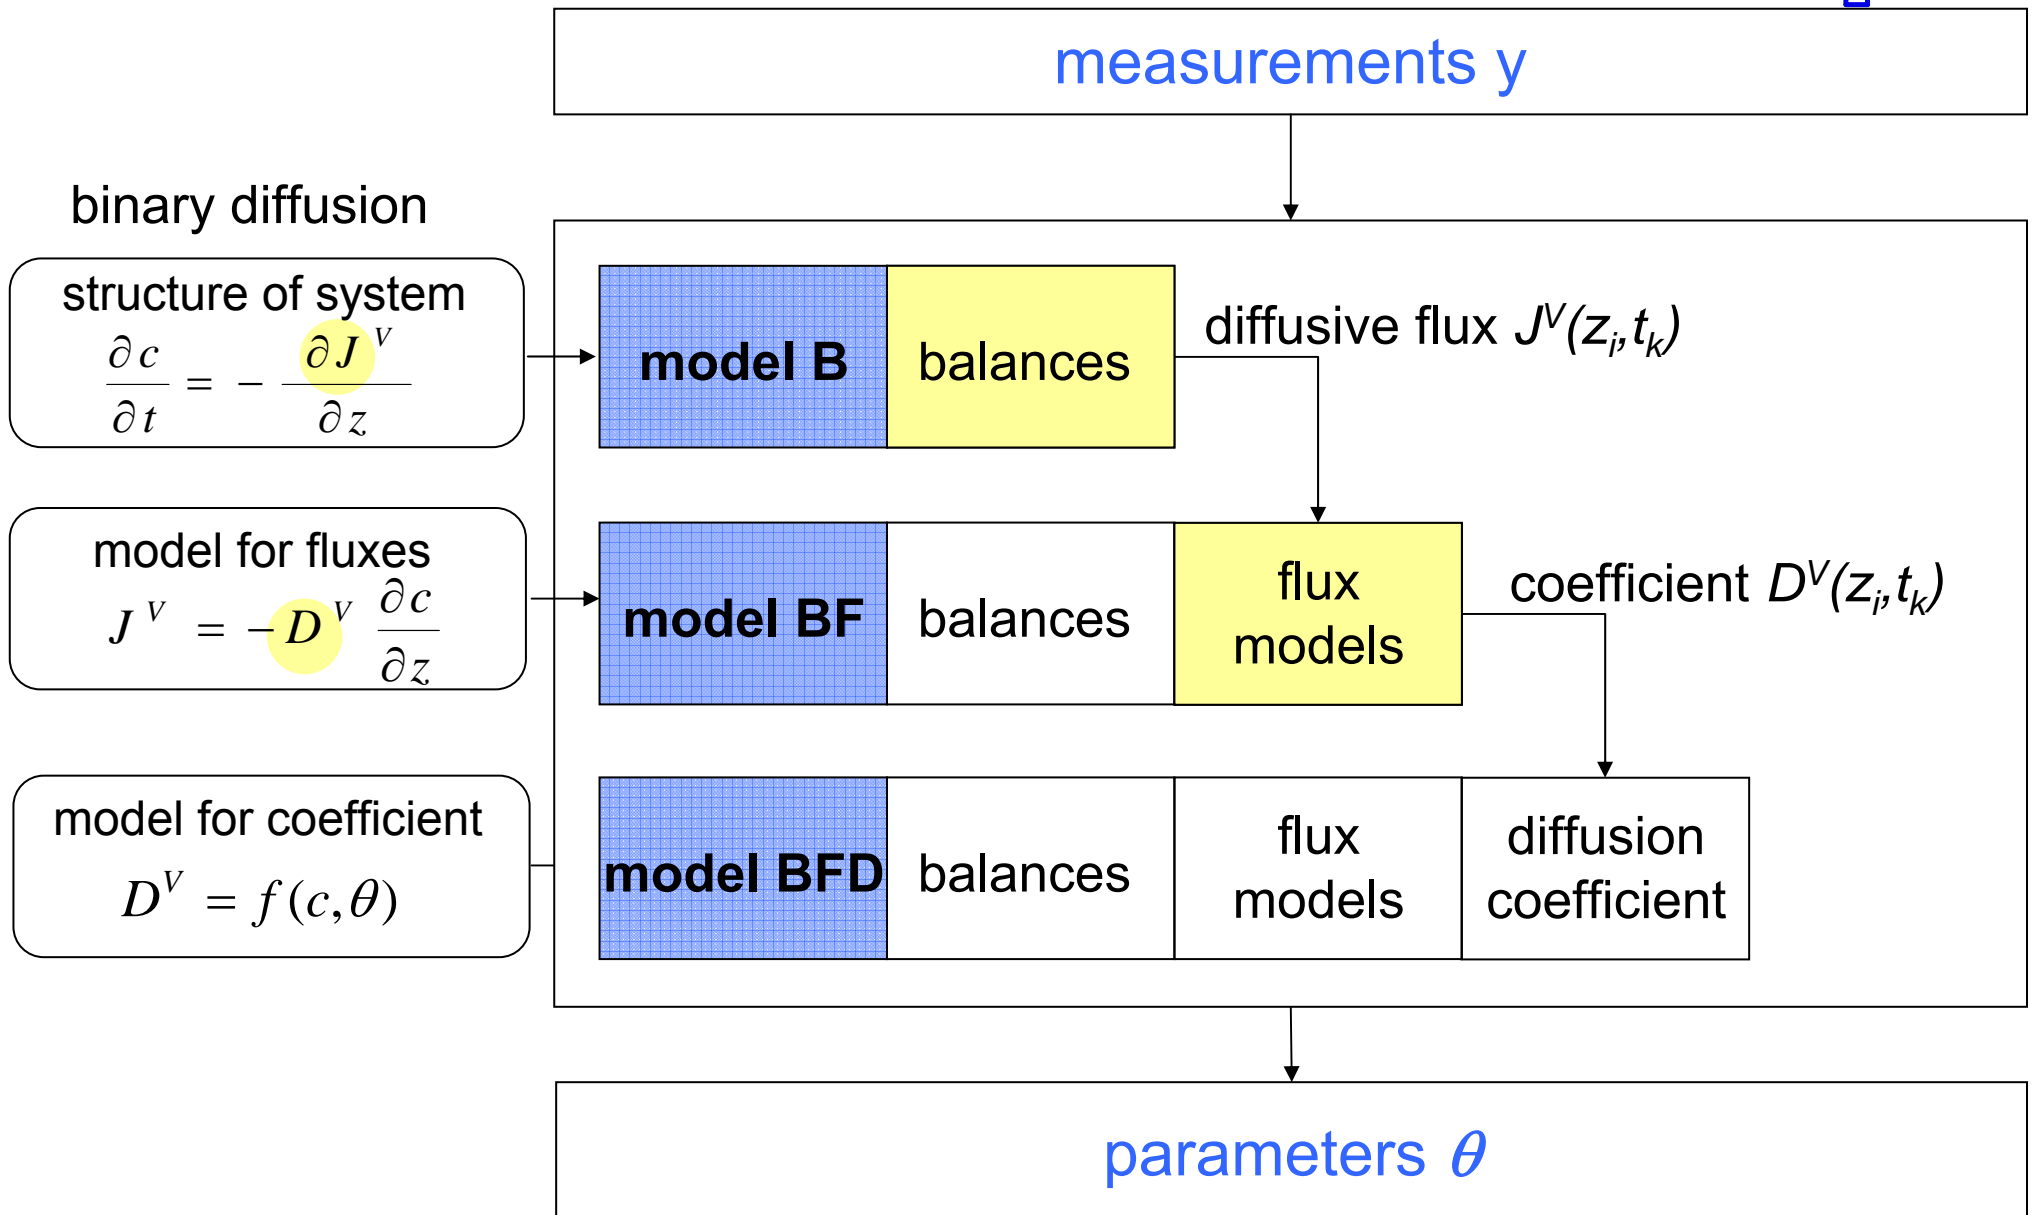 measurements y
binary diffusion
structure of system
∂c/∂t = − ∂J^V/∂z
model B
balances
diffusive flux J^V(z_i,t_k)
model for fluxes
J^V = −D^V ∂c/∂z
model BF
balances
flux
models
coefficient D^V(z_i,t_k)
model for coefficient
D^V = f(c,θ)
model BFD
balances
flux
models
diffusion
coefficient
parameters θ